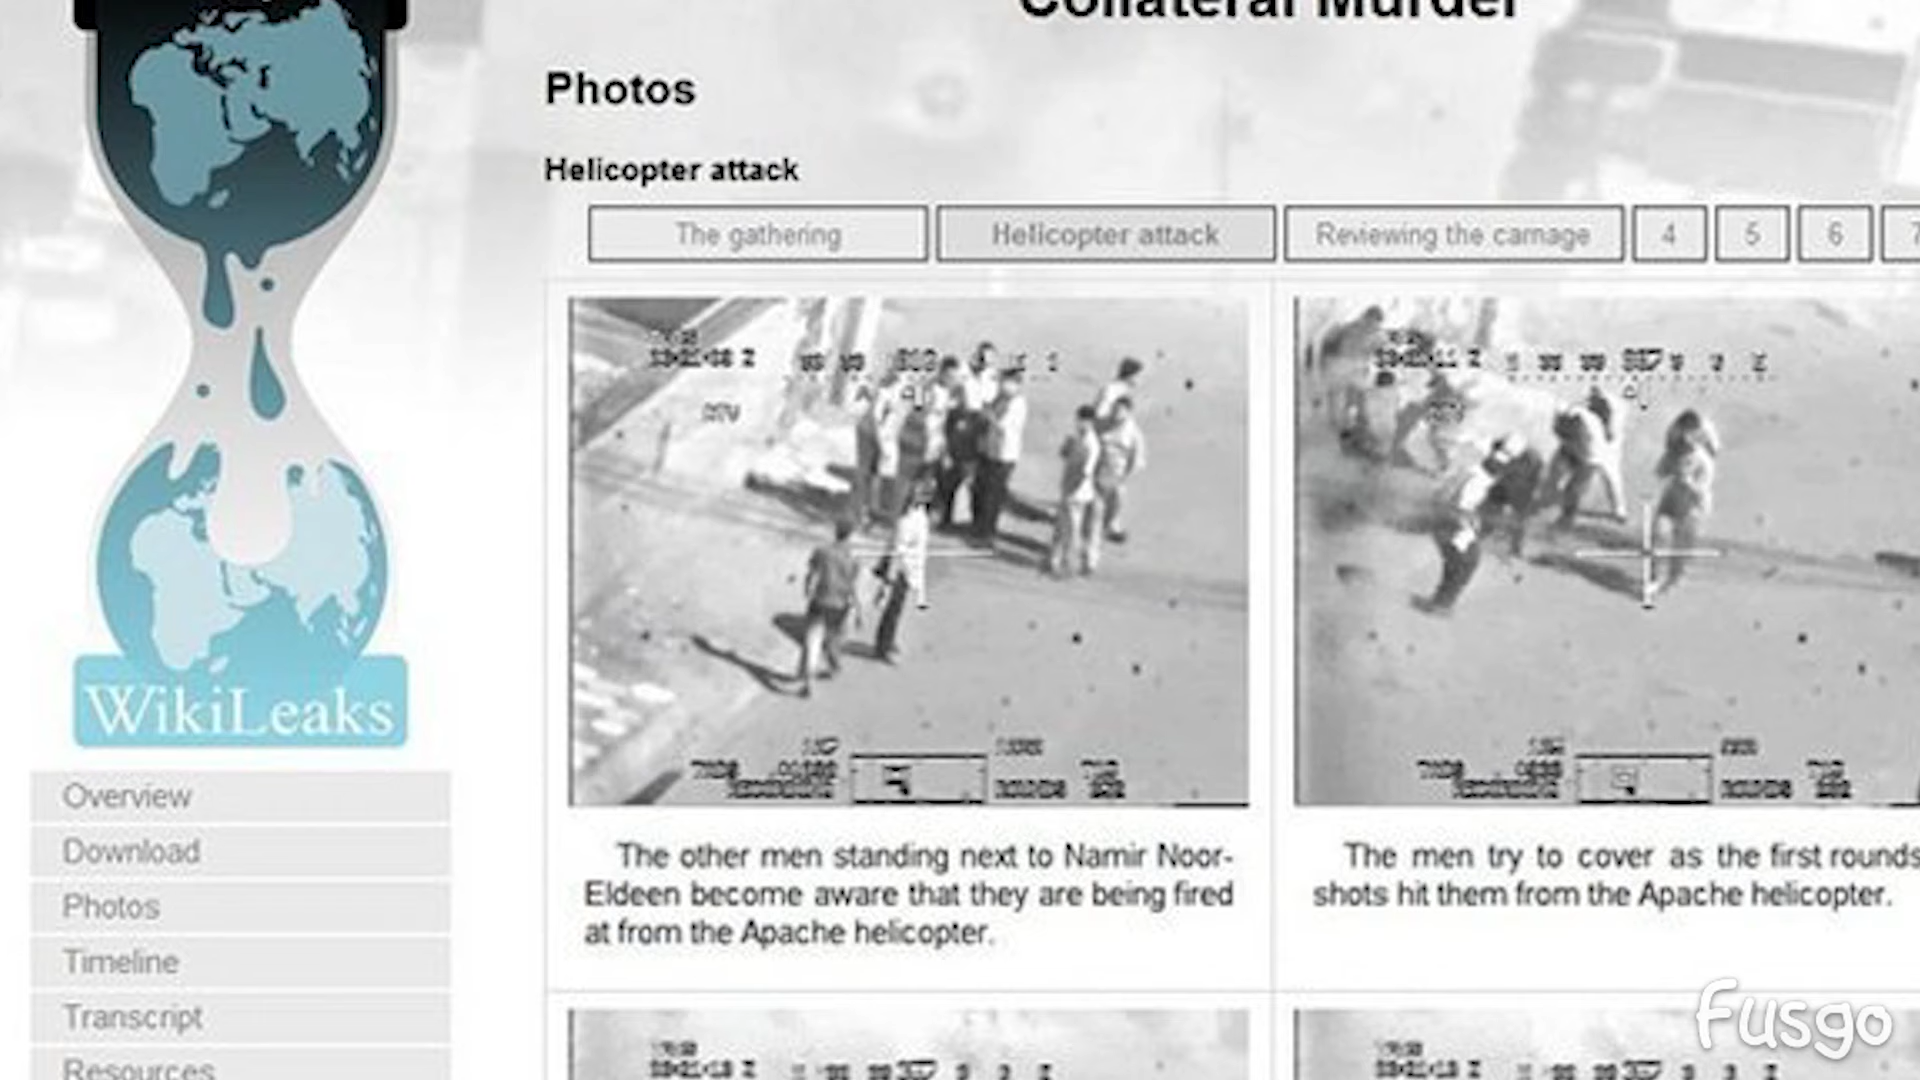 Collateral Murder
Photos
Helicopter attack
The gathering
Helicopter attack
Reviewing the carnage
4
5
6
7
WikiLeaks
The other men standing next to Namir Noor-
Eldeen become aware that they are being fired
at from the Apache helicopter.
The men try to cover as the first rounds
shots hit them from the Apache helicopter.
Overview
Download
Photos
Timeline
Transcript
Resources
Fusgo